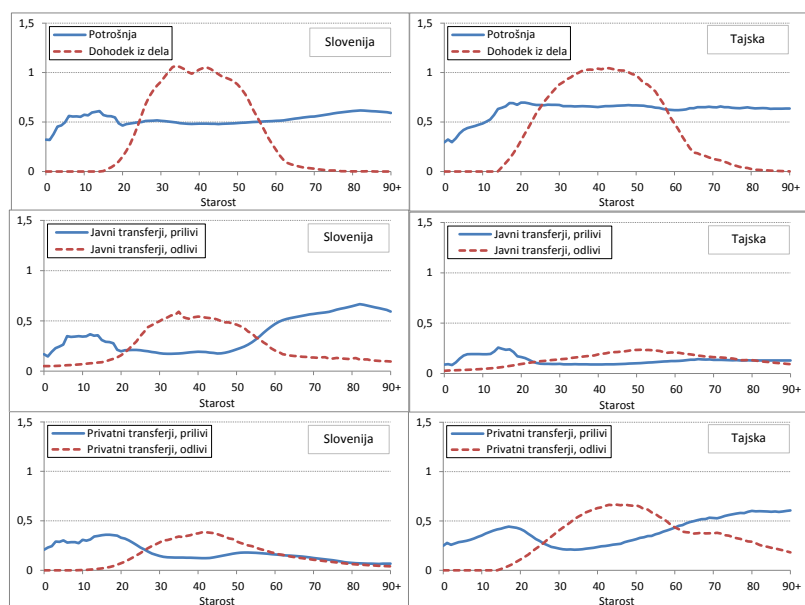 1,5
1
0,5
0
Potrošnja
Dohodek iz dela
Slovenija
0 10 20 30 40 50 60 70 80 90+
Starost
1,5
1
0,5
0
Potrošnja
Dohodek iz dela
Tajska
0 10 20 30 40 50 60 70 80 90+
Starost
1,5
1
0,5
0
Javni transferji, prilivi
Javni transferji, odlivi
Slovenija
0 10 20 30 40 50 60 70 80 90+
Starost
1,5
1
0,5
0
Javni transferji, prilivi
Javni transferji, odlivi
Tajska
0 10 20 30 40 50 60 70 80 90+
Starost
1,5
1
0,5
0
Privatni transferji, prilivi
Privatni transferji, odlivi
Slovenija
0 10 20 30 40 50 60 70 80 90+
Starost
1,5
1
0,5
0
Privatni transferji, prilivi
Privatni transferji, odlivi
Tajska
0 10 20 30 40 50 60 70 80 90+
Starost